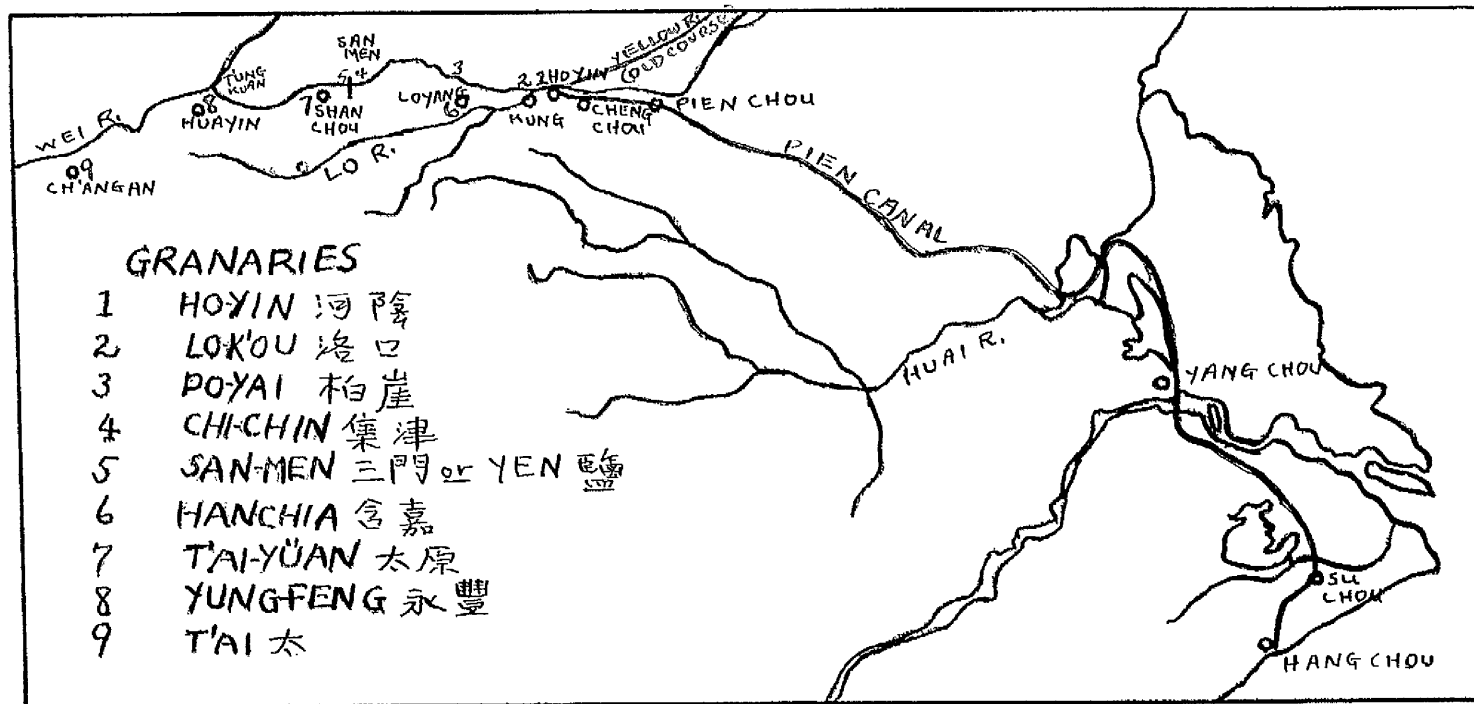 YELLOW R.
(OLD COURSE)
SAN
MEN
T'UNG
KUAN
5 4
3
2
HOYIN
LOYANG
6
KUNG
CHENG
CHOU
PIEN CHOU
7
SHAN
CHOU
8
HUAYIN
WEI R.
LO R.
9
CH'ANGAN
PIEN CANAL
HUAI R.
YANG CHOU
SU
CHOU
HANG CHOU
GRANARIES
1 HO-YIN 河陰
2 LO-K'OU 洛口
3 PO-YAI 柏崖
4 CHI-CHIN 集津
5 SAN-MEN 三門 or YEN 鹽
6 HANCHIA 含嘉
7 T'AI-YÜAN 太原
8 YUNG-FENG 永豐
9 T'AI 太